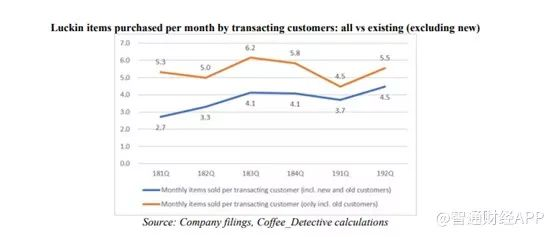 Luckin items purchased per month by transacting customers: all vs existing (excluding new)
7.0
6.0
5.0
4.0
3.0
2.0
1.0
0.0
5.3
5.0
6.2
5.8
4.5
5.5
2.7
3.3
4.1
4.1
3.7
4.5
181Q
182Q
183Q
184Q
191Q
192Q
Monthly items sold per transacting customer (incl. new and old customers)
Monthly items sold per transacting customer (only incl. old customers)
Source: Company filings, Coffee_Detective calculations
@智通财经APP